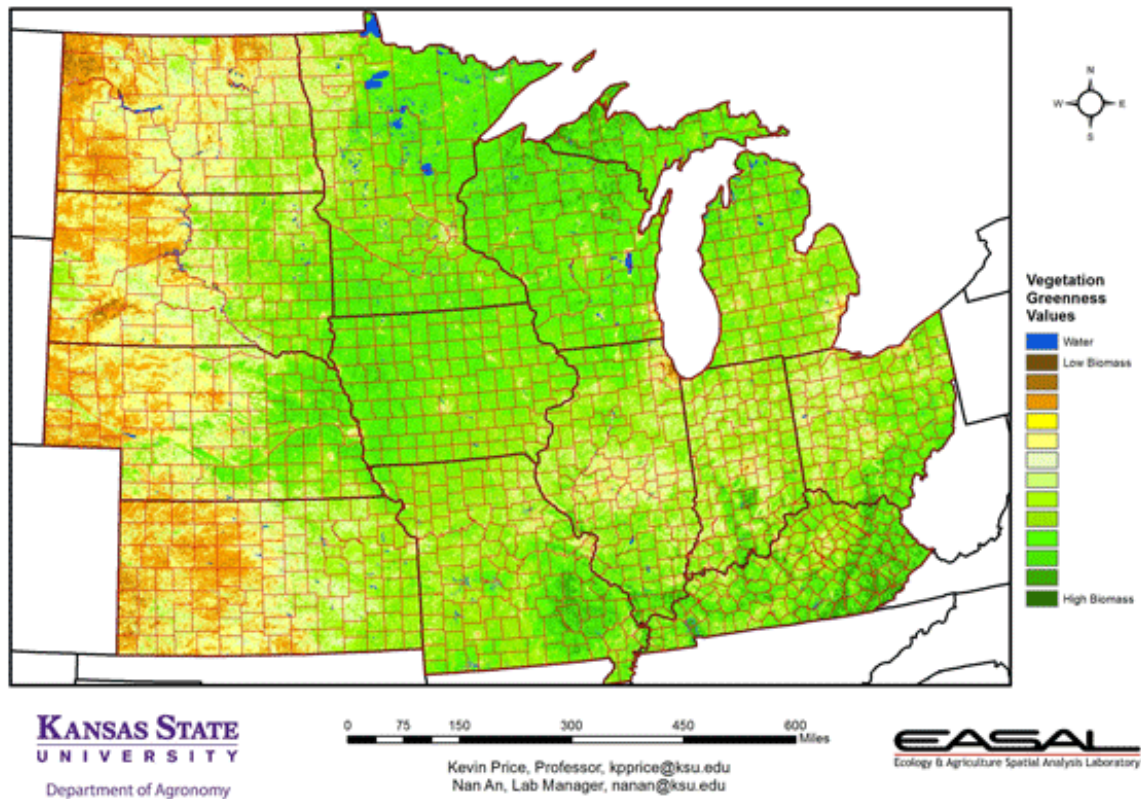 N
W E
S
Vegetation
Greenness
Values
Water
Low Biomass
High Biomass
KANSAS STATE
UNIVERSITY
Department of Agronomy
0 75 150 300 450 600
Miles
Kevin Price, Professor, kpprice@ksu.edu
Nan An, Lab Manager, nanan@ksu.edu
EASAL
Ecology & Agriculture Spatial Analysis Laboratory